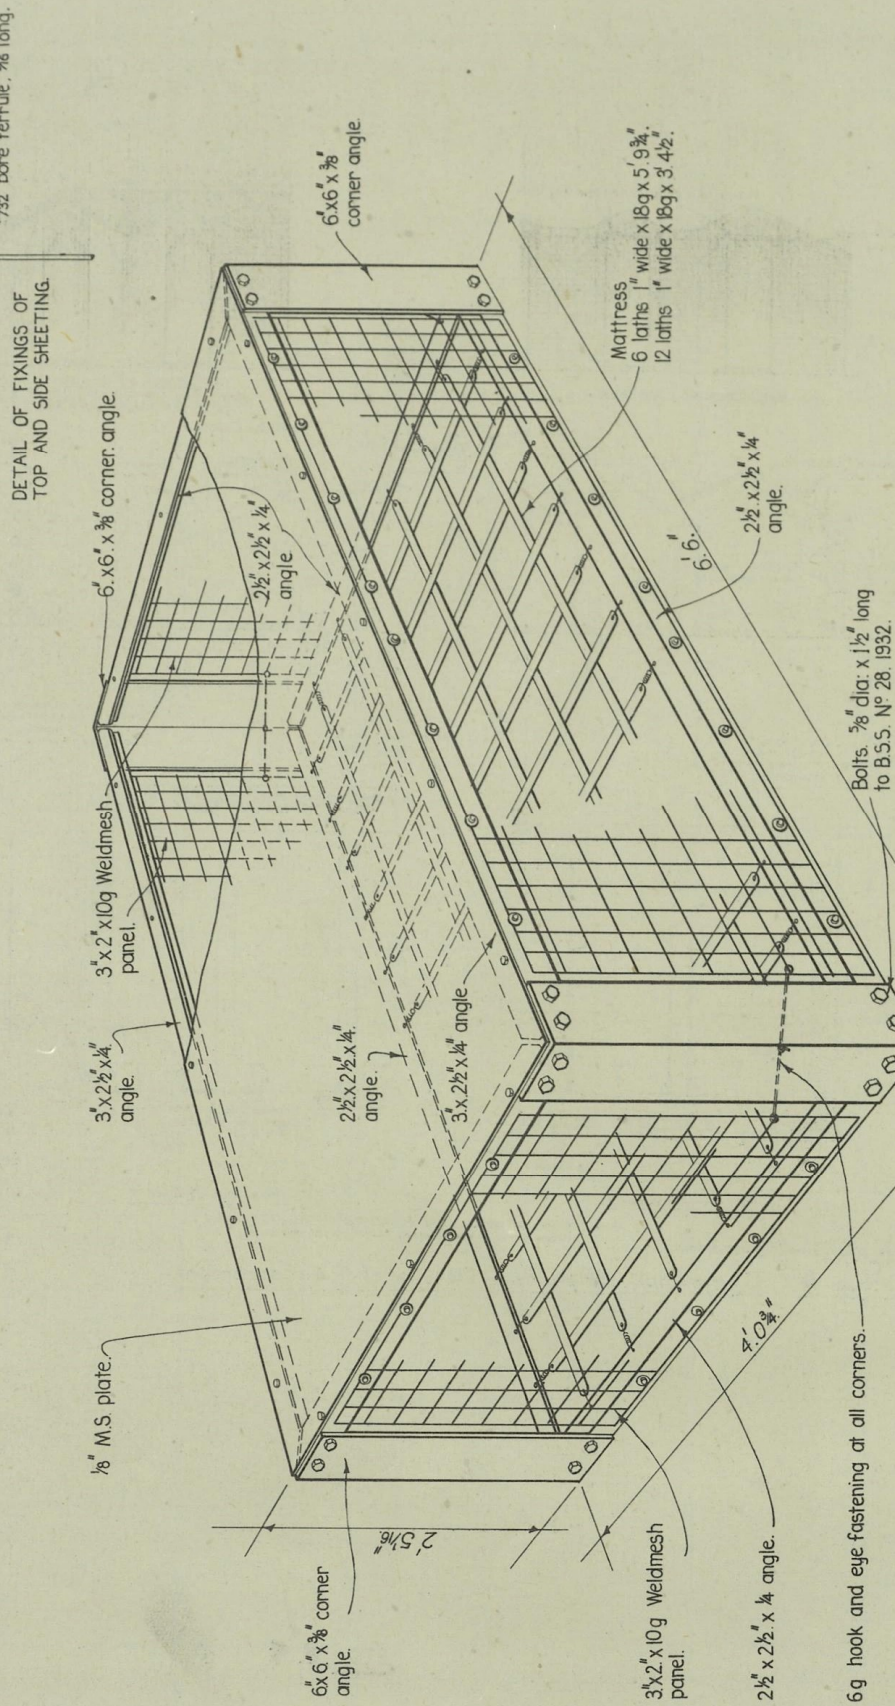 DETAIL OF FIXINGS OF
TOP AND SIDE SHEETING.
long.
6"x6"x⅜" corner angle.
6"x6"x⅜"
corner angle.
3"x2"x10g Weldmesh
panel.
2½"x2½"x¼"
angle
3"x2½"x¼"
angle.
2½"x2½"x¼"
angle.
3"x2½"x¼" angle
Mattress
6 laths 1" wide x 18g x 5'.9¾".
12 laths 1" wide x 18g x 3'.4½".
6'.6"
2½"x2½"x¼"
angle.
Bolts. ⅝" dia: x 1½" long
to B.S.S. Nº 28. 1932.
⅛" M.S. plate.
2'.5 1/16"
4'.0¾"
6"x6"x⅜" corner
angle.
3"x2"x10g Weldmesh
panel.
2½"x2½"x¼ angle.
6g hook and eye fastening at all corners.